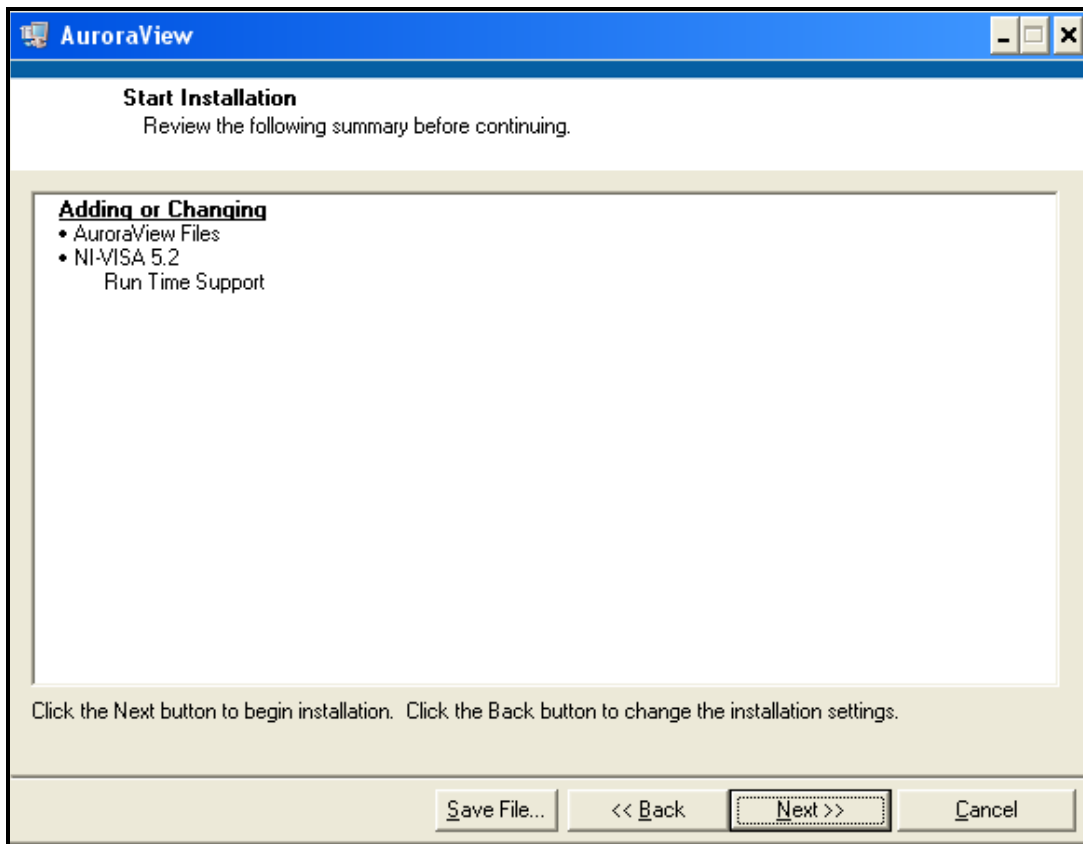 AuroraView
Start Installation
Review the following summary before continuing.
Adding or Changing
• AuroraView Files
• NI-VISA 5.2
Run Time Support
Click the Next button to begin installation.  Click the Back button to change the installation settings.
Save File... << Back Next >> Cancel